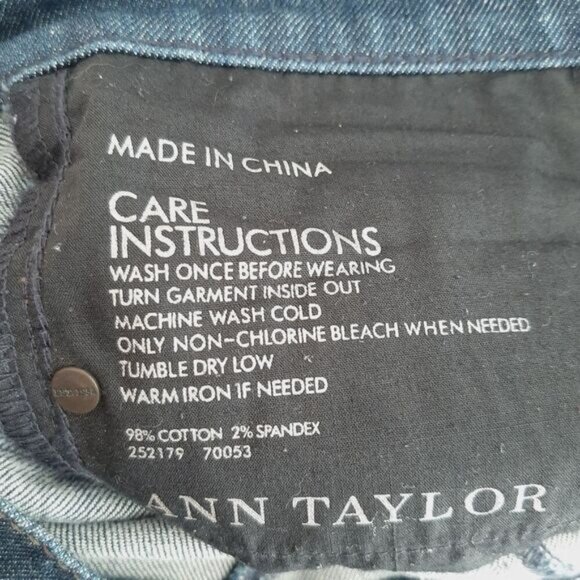 MADE IN CHINA
CARE
INSTRUCTIONS
WASH ONCE BEFORE WEARING
TURN GARMENT INSIDE OUT
MACHINE WASH COLD
ONLY NON-CHLORINE BLEACH WHEN NEEDED
TUMBLE DRY LOW
WARM IRON IF NEEDED
98% COTTON 2% SPANDEX
252179 70053
ANN TAYLOR